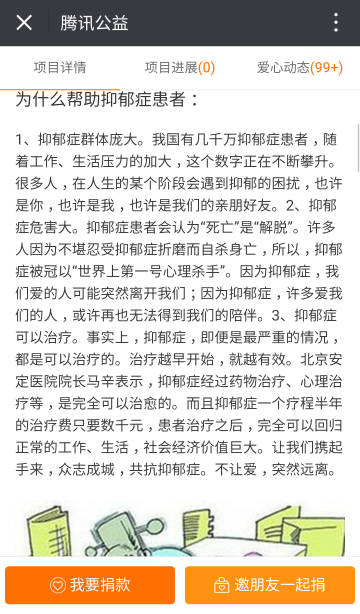 腾讯公益
项目详情 项目进展(0) 爱心动态(99+)
为什么帮助抑郁症患者：
1、抑郁症群体庞大。我国有几千万抑郁症患者，随
着工作、生活压力的加大，这个数字正在不断攀升。
很多人，在人生的某个阶段会遇到抑郁的困扰，也许
是你，也许是我，也许是我们的亲朋好友。2、抑郁
症危害大。抑郁症患者会认为“死亡”是“解脱”。许多
人因为不堪忍受抑郁症折磨而自杀身亡，所以，抑郁
症被冠以“世界上第一号心理杀手”。因为抑郁症，我
们爱的人可能突然离开我们；因为抑郁症，许多爱我
们的人，或许再也无法得到我们的陪伴。3、抑郁症
可以治疗。事实上，抑郁症，即便是最严重的情况，
都是可以治疗的。治疗越早开始，就越有效。北京安
定医院院长马辛表示，抑郁症经过药物治疗、心理治
疗等，是完全可以治愈的。而且抑郁症一个疗程半年
的治疗费只要数千元，患者治疗之后，完全可以回归
正常的工作、生活，社会经济价值巨大。让我们携起
手来，众志成城，共抗抑郁症。不让爱，突然远离。
我要捐款 邀朋友一起捐